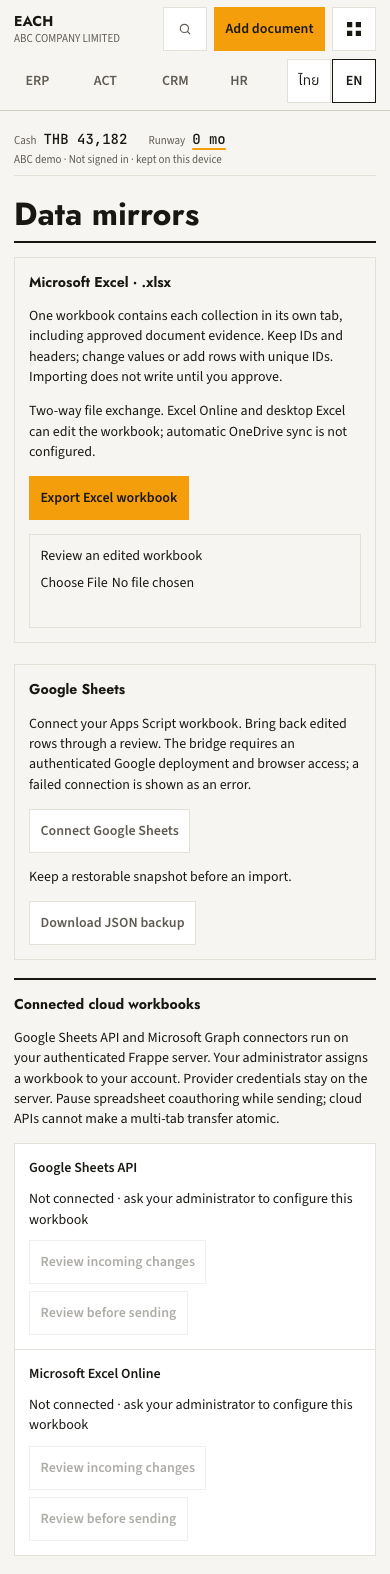 EACH
ABC COMPANY LIMITED
Add document
ERP ACT CRM HR ไทย EN
Cash THB 43,182 Runway 0 mo
ABC demo · Not signed in · kept on this device
Data mirrors
Microsoft Excel · .xlsx
One workbook contains each collection in its own tab,
including approved document evidence. Keep IDs and
headers; change values or add rows with unique IDs.
Importing does not write until you approve.
Two-way file exchange. Excel Online and desktop Excel
can edit the workbook; automatic OneDrive sync is not
configured.
Export Excel workbook
Review an edited workbook
Choose File No file chosen
Google Sheets
Connect your Apps Script workbook. Bring back edited
rows through a review. The bridge requires an
authenticated Google deployment and browser access; a
failed connection is shown as an error.
Connect Google Sheets
Keep a restorable snapshot before an import.
Download JSON backup
Connected cloud workbooks
Google Sheets API and Microsoft Graph connectors run on
your authenticated Frappe server. Your administrator assigns
a workbook to your account. Provider credentials stay on the
server. Pause spreadsheet coauthoring while sending; cloud
APIs cannot make a multi-tab transfer atomic.
Google Sheets API
Not connected · ask your administrator to configure this
workbook
Review incoming changes
Review before sending
Microsoft Excel Online
Not connected · ask your administrator to configure this
workbook
Review incoming changes
Review before sending